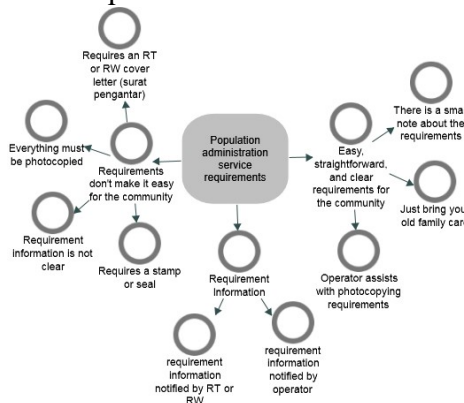 Requires an RT
or RW cover
letter (surat
pengantar)
There is a
note about the
requirements
Everything must
be photocopied
Requirements
don't make it easy
for the community
Population
administration
service
requirements
Easy,
straightforward,
and clear
requirements for
the community
Just bring
old family
Requirement
information is not
clear
Requires a stamp
or seal
Requirement
Information
Operator assists
with photocopying
requirements
requirement
information
notified by RT or
RW
requirement
information
notified by
operator